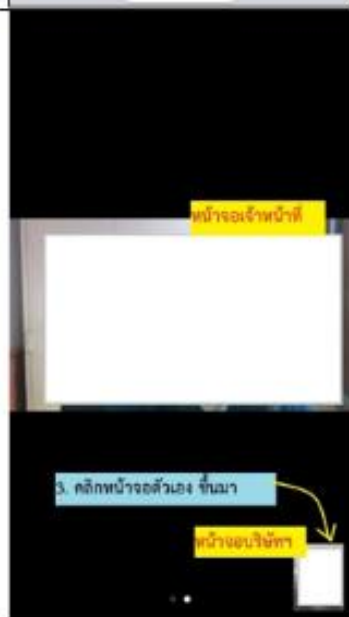 หน้าจอเจ้าหน้าที่
3. คลิกหน้าจอตัวเอง ขึ้นมา
หน้าจอบริษัทฯ